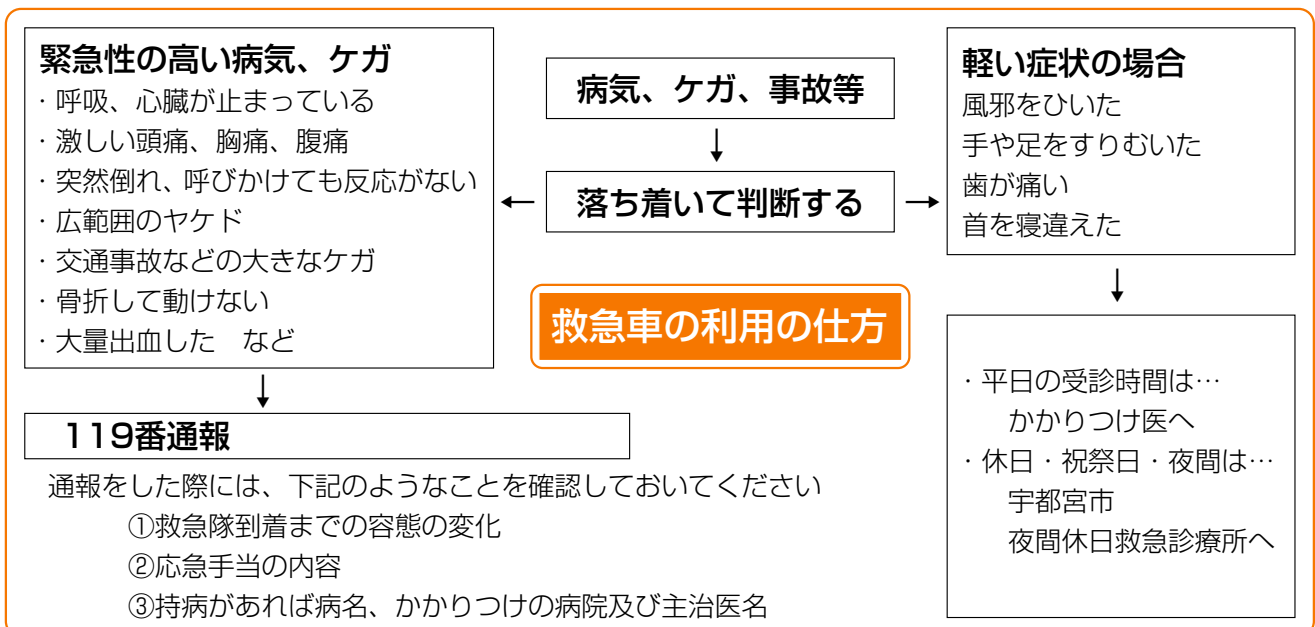 緊急性の高い病気、ケガ
・呼吸、心臓が止まっている
・激しい頭痛、胸痛、腹痛
・突然倒れ、呼びかけても反応がない
・広範囲のヤケド
・交通事故などの大きなケガ
・骨折して動けない
・大量出血した　など
病気、ケガ、事故等
落ち着いて判断する
救急車の利用の仕方
軽い症状の場合
風邪をひいた
手や足をすりむいた
歯が痛い
首を寝違えた
・平日の受診時間は…
かかりつけ医へ
・休日・祝祭日・夜間は…
宇都宮市
夜間休日救急診療所へ
119番通報
通報をした際には、下記のようなことを確認しておいてください
①救急隊到着までの容態の変化
②応急手当の内容
③持病があれば病名、かかりつけの病院及び主治医名